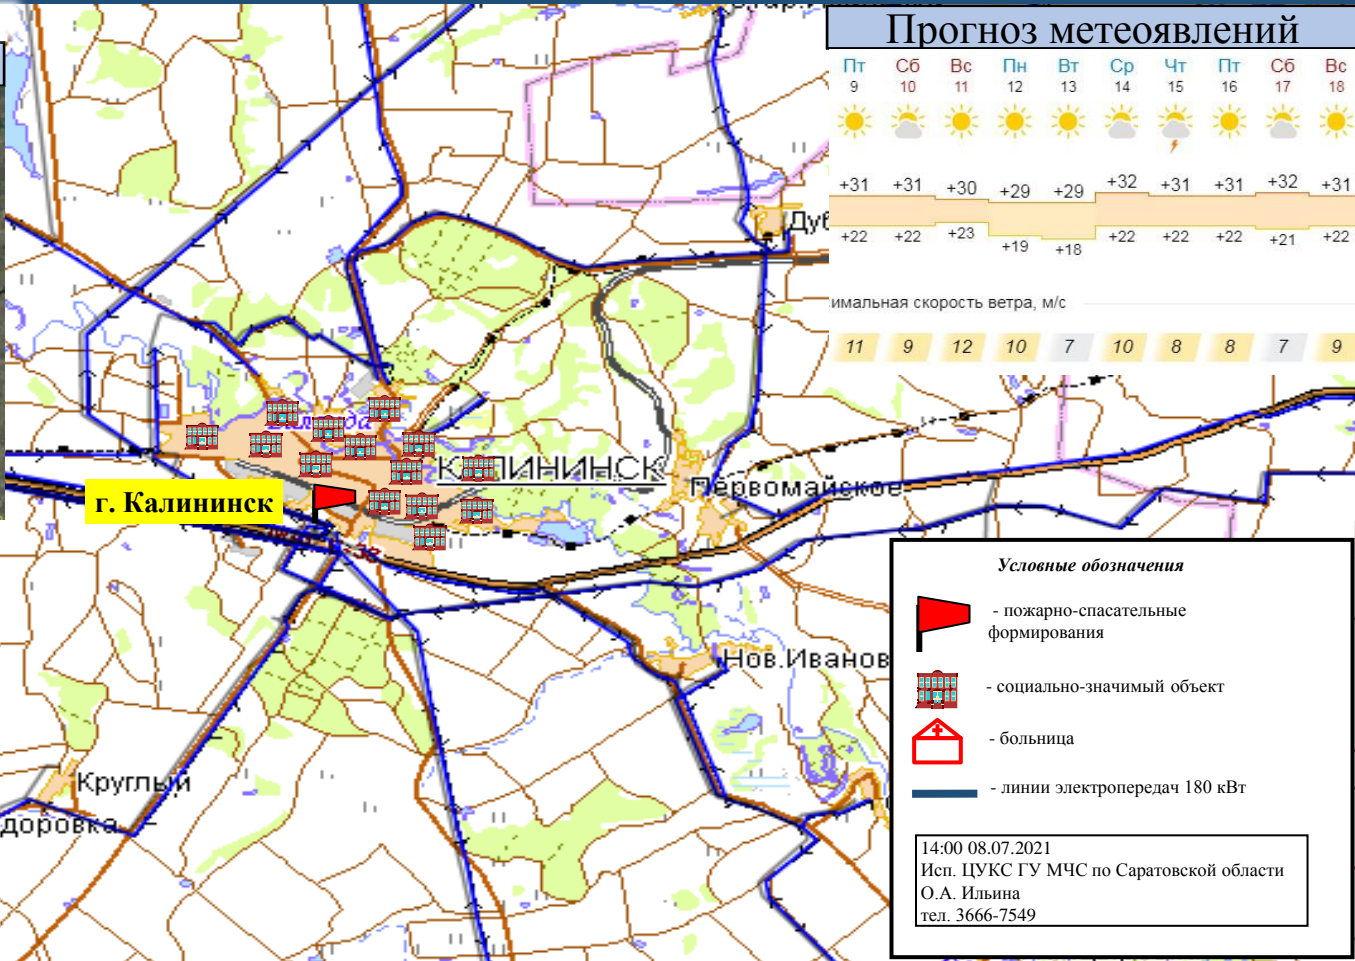 Прогноз метеоявлений
Пт Сб Вс Пн Вт Ср Чт Пт Сб Вс
9 10 11 12 13 14 15 16 17 18
+31 +31 +30 +29 +29 +32 +31 +31 +32 +31
+22 +22 +23 +19 +18 +22 +22 +22 +21 +22
имальная скорость ветра, м/с
11 9 12 10 7 10 8 8 7 9
Дуб
КАЛИНИНСК
г. Калининск
Первомайское
Нов.Иванов
Круглый
доровка
Условные обозначения
- пожарно-спасательные
формирования
- социально-значимый объект
- больница
- линии электропередач 180 кВт
14:00 08.07.2021
Исп. ЦУКС ГУ МЧС по Саратовской области
О.А. Ильина
тел. 3666-7549